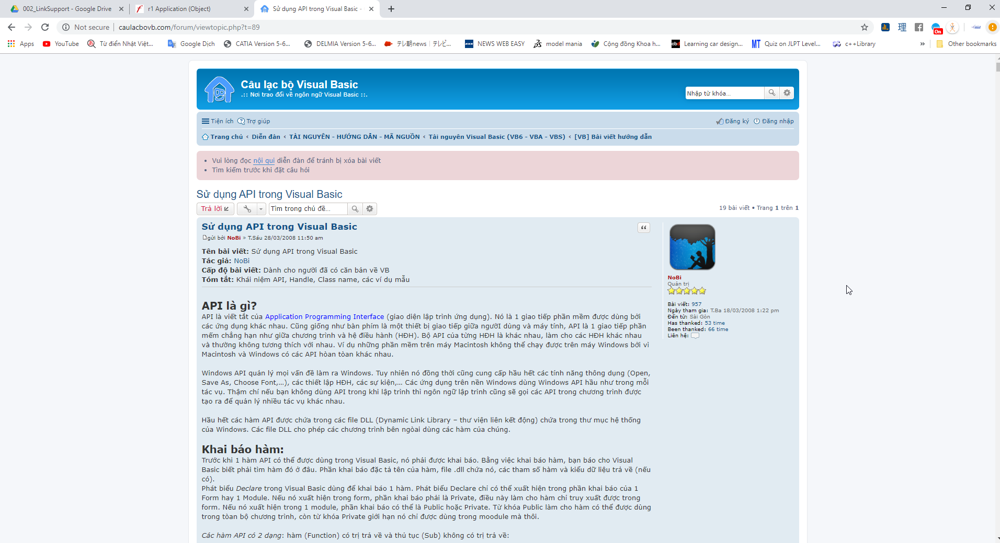 002_LinkSupport - Google Drive
r1 Application (Object)
Sử dụng API trong Visual Basic -
Not secure
caulacbovb.com/forum/viewtopic.php?t=89
On
Apps
YouTube
Từ điển Nhật Việt...
Google Dịch
CATIA Version 5-6...
DELMIA Version 5-6...
テレ朝news | テレビ...
NHK NEWS WEB EASY
model mania
Cộng đồng Khoa h...
cbd Learning car design...
MT Quiz on JLPT Level...
c++Library
»
Other bookmarks
Câu lạc bộ Visual Basic
.:: Nơi trao đổi về ngôn ngữ Visual Basic ::.
Nhập từ khóa...
Tiện ích Trợ giúp
Đăng ký Đăng nhập
Trang chủ ‹ Diễn đàn ‹ TÀI NGUYÊN - HƯỚNG DẪN - MÃ NGUỒN ‹ Tài nguyên Visual Basic (VB6 - VBA - VBS) ‹ [VB] Bài viết hướng dẫn
• Vui lòng đọc nội qui diễn đàn để tránh bị xóa bài viết
• Tìm kiếm trước khi đặt câu hỏi
Sử dụng API trong Visual Basic
Trả lời
Tìm trong chủ đề...
19 bài viết • Trang 1 trên 1
Sử dụng API trong Visual Basic
gửi bởi NoBi » T.Sáu 28/03/2008 11:50 am
Tên bài viết: Sử dụng API trong Visual Basic
Tác giả: NoBi
Cấp độ bài viết: Dành cho người đã có căn bản về VB
Tóm tắt: Khái niệm API, Handle, Class name, các ví dụ mẫu
API là gì?
API là viết tắt của Application Programming Interface (giao diện lập trình ứng dụng). Nó là 1 giao tiếp phần mềm được dùng bởi
các ứng dụng khác nhau. Cũng giống như bàn phím là một thiết bị giao tiếp giữa ngườI dùng và máy tính, API là 1 giao tiếp phần
mếm chẳng hạn như giữa chương trình và hệ điều hành (HĐH). Bộ API của từng HĐH là khác nhau, làm cho các HĐH khác nhau
và thường không tương thích với nhau. Ví dụ những phần mềm trên máy Macintosh không thể chạy được trên máy Windows bởi vì
Macintosh và Windows có các API hòan tòan khác nhau.
Windows API quản lý mọi vấn đề làm ra Windows. Tuy nhiên nó đồng thời cũng cung cấp hầu hết các tính năng thông dụng (Open,
Save As, Choose Font,...), các thiết lập HĐH, các sự kiện,... Các ứng dụng trên nền Windows dùng Windows API hầu như trong mỗi
tác vụ. Thậm chí nếu bạn không dùng API trong khi lập trình thì ngôn ngữ lập trình cũng sẽ gọi các API trong chương trình được
tạo ra để quản lý nhiều tác vụ khác nhau.
Hầu hết các hàm API được chứa trong các file DLL (Dynamic Link Library – thư viện liên kết động) chứa trong thư mục hệ thống
của Windows. Các file DLL cho phép các chương trình bên ngòai dùng các hàm của chúng.
Khai báo hàm:
Trước khi 1 hàm API có thể được dùng trong Visual Basic, nó phải được khai báo. Bằng việc khai báo hàm, bạn báo cho Visual
Basic biết phải tìm hàm đó ở đâu. Phần khai báo đặc tả tên của hàm, file .dll chứa nó, các tham số hàm và kiểu dữ liệu trả về (nếu
có).
Phát biểu Declare trong Visual Basic dùng để khai báo 1 hàm. Phát biểu Declare chỉ có thể xuất hiện trong phần khai báo của 1
Form hay 1 Module. Nếu nó xuất hiện trong form, phần khai báo phải là Private, điều này làm cho hàm chỉ truy xuất được trong
form. Nếu nó xuất hiện trong 1 module, phần khai báo có thể là Public hoặc Private. Từ khóa Public làm cho hàm có thể được dùng
trong tòan bộ chương trình, còn từ khóa Private giới hạn nó chỉ được dùng trong moodule mà thôi.
Các hàm API có 2 dạng: hàm (Function) có trị trả về và thủ tục (Sub) không có trị trả về:
NoBi
Quản trị
Bài viết: 957
Ngày tham gia: T.Ba 18/03/2008 1:22 pm
Đến từ: Sài Gòn
Has thanked: 53 time
Been thanked: 66 time
Liên hệ: